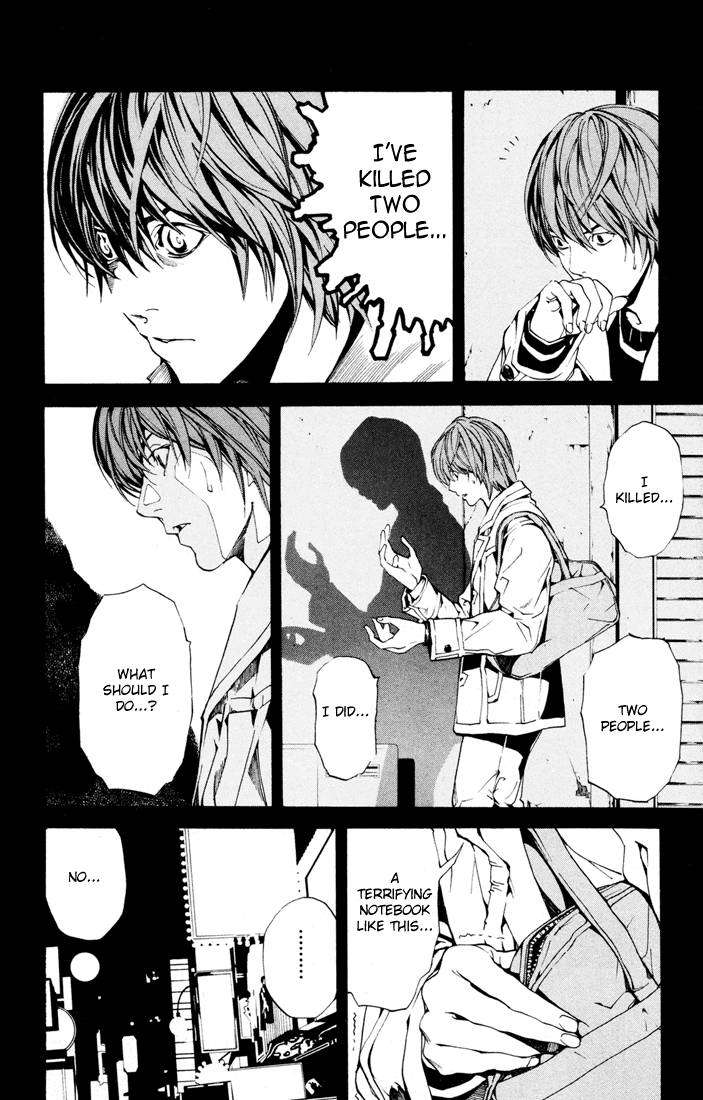 I'VE
KILLED
TWO
PEOPLE...
I
KILLED...
TWO
PEOPLE...
I DID...
WHAT
SHOULD I
DO...?
A
TERRIFYING
NOTEBOOK
LIKE THIS...
........
NO...